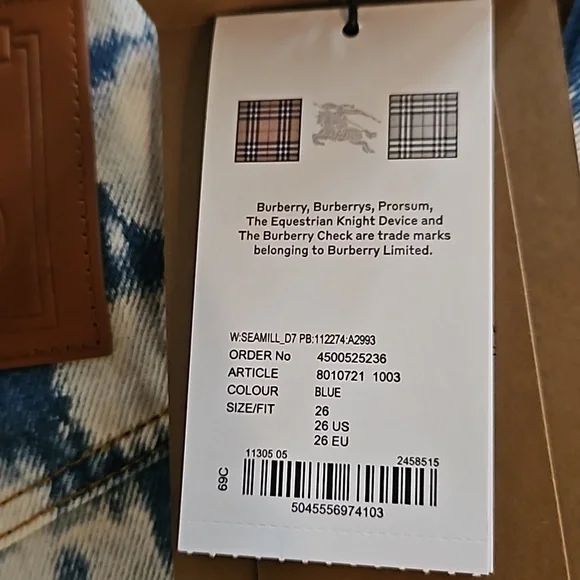 Burberry, Burberrys, Prorsum,
The Equestrian Knight Device and
The Burberry Check are trade marks
belonging to Burberry Limited.
W:SEAMILL_D7 PB:112274:A2993
ORDER No 4500525236
ARTICLE 8010721 1003
COLOUR BLUE
SIZE/FIT 26
26 US
26 EU
11305 05 2458515
69C
5045556974103